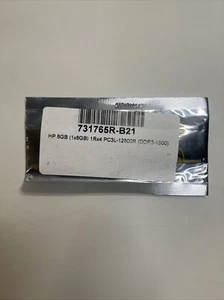 731765R-B21
HP 8GB (1x8GB) 1Rx4 PC3L-12800R (DDR3-1600)